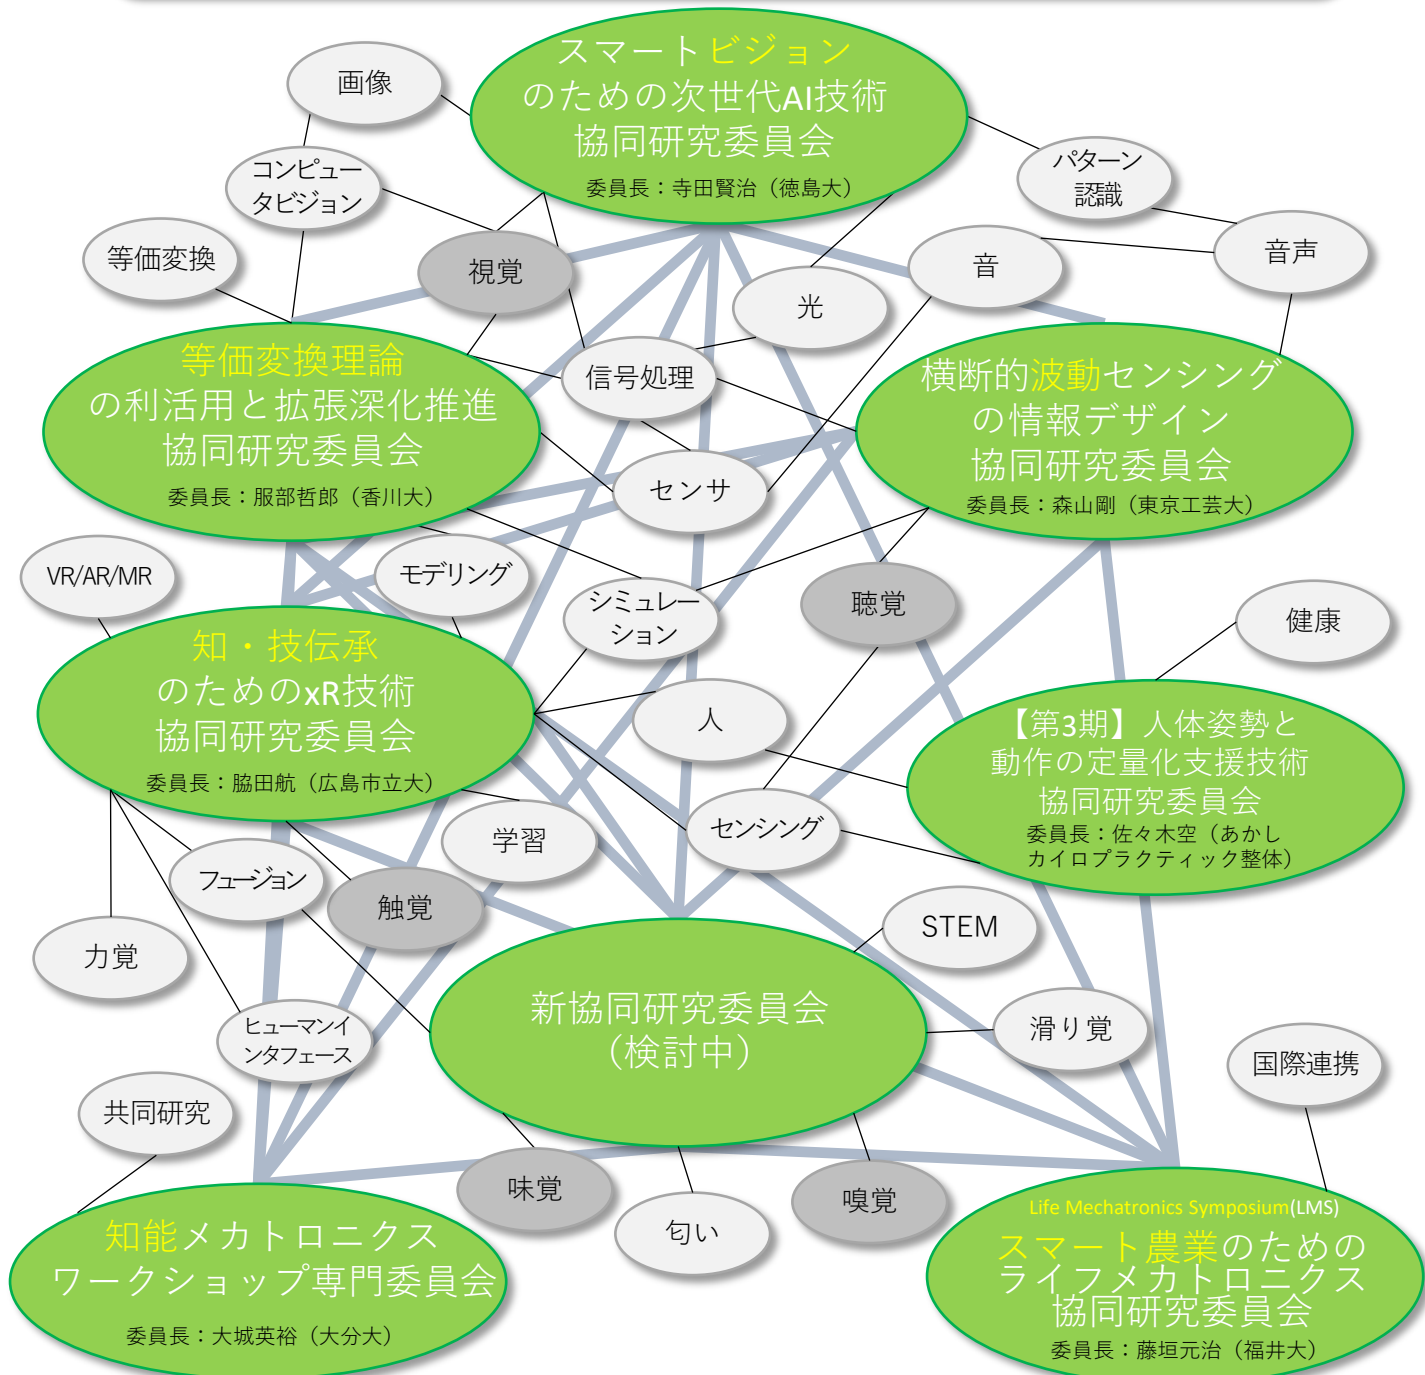 スマートビジョン
のための次世代AI技術
協同研究委員会
委員長：寺田賢治（徳島大）
画像
コンピュー
タビジョン
パターン
認識
等価変換
視覚
音
音声
光
等価変換理論
の利活用と拡張深化推進
協同研究委員会
委員長：服部哲郎（香川大）
信号処理
横断的波動センシング
の情報デザイン
協同研究委員会
委員長：森山剛（東京工芸大）
センサ
VR/AR/MR
モデリング
シミュレー
ション
聴覚
健康
知・技伝承
のためのxR技術
協同研究委員会
委員長：脇田航（広島市立大）
人
【第3期】人体姿勢と
動作の定量化支援技術
協同研究委員会
委員長：佐々木空（あかし
カイロプラクティック整体）
センシング
学習
フュージョン
触覚
力覚
STEM
新協同研究委員会
（検討中）
滑り覚
ヒューマンイ
ンタフェース
国際連携
共同研究
味覚
匂い
嗅覚
知能メカトロニクス
ワークショップ専門委員会
委員長：大城英裕（大分大）
Life Mechatronics Symposium(LMS)
スマート農業のための
ライフメカトロニクス
協同研究委員会
委員長：藤垣元治（福井大）